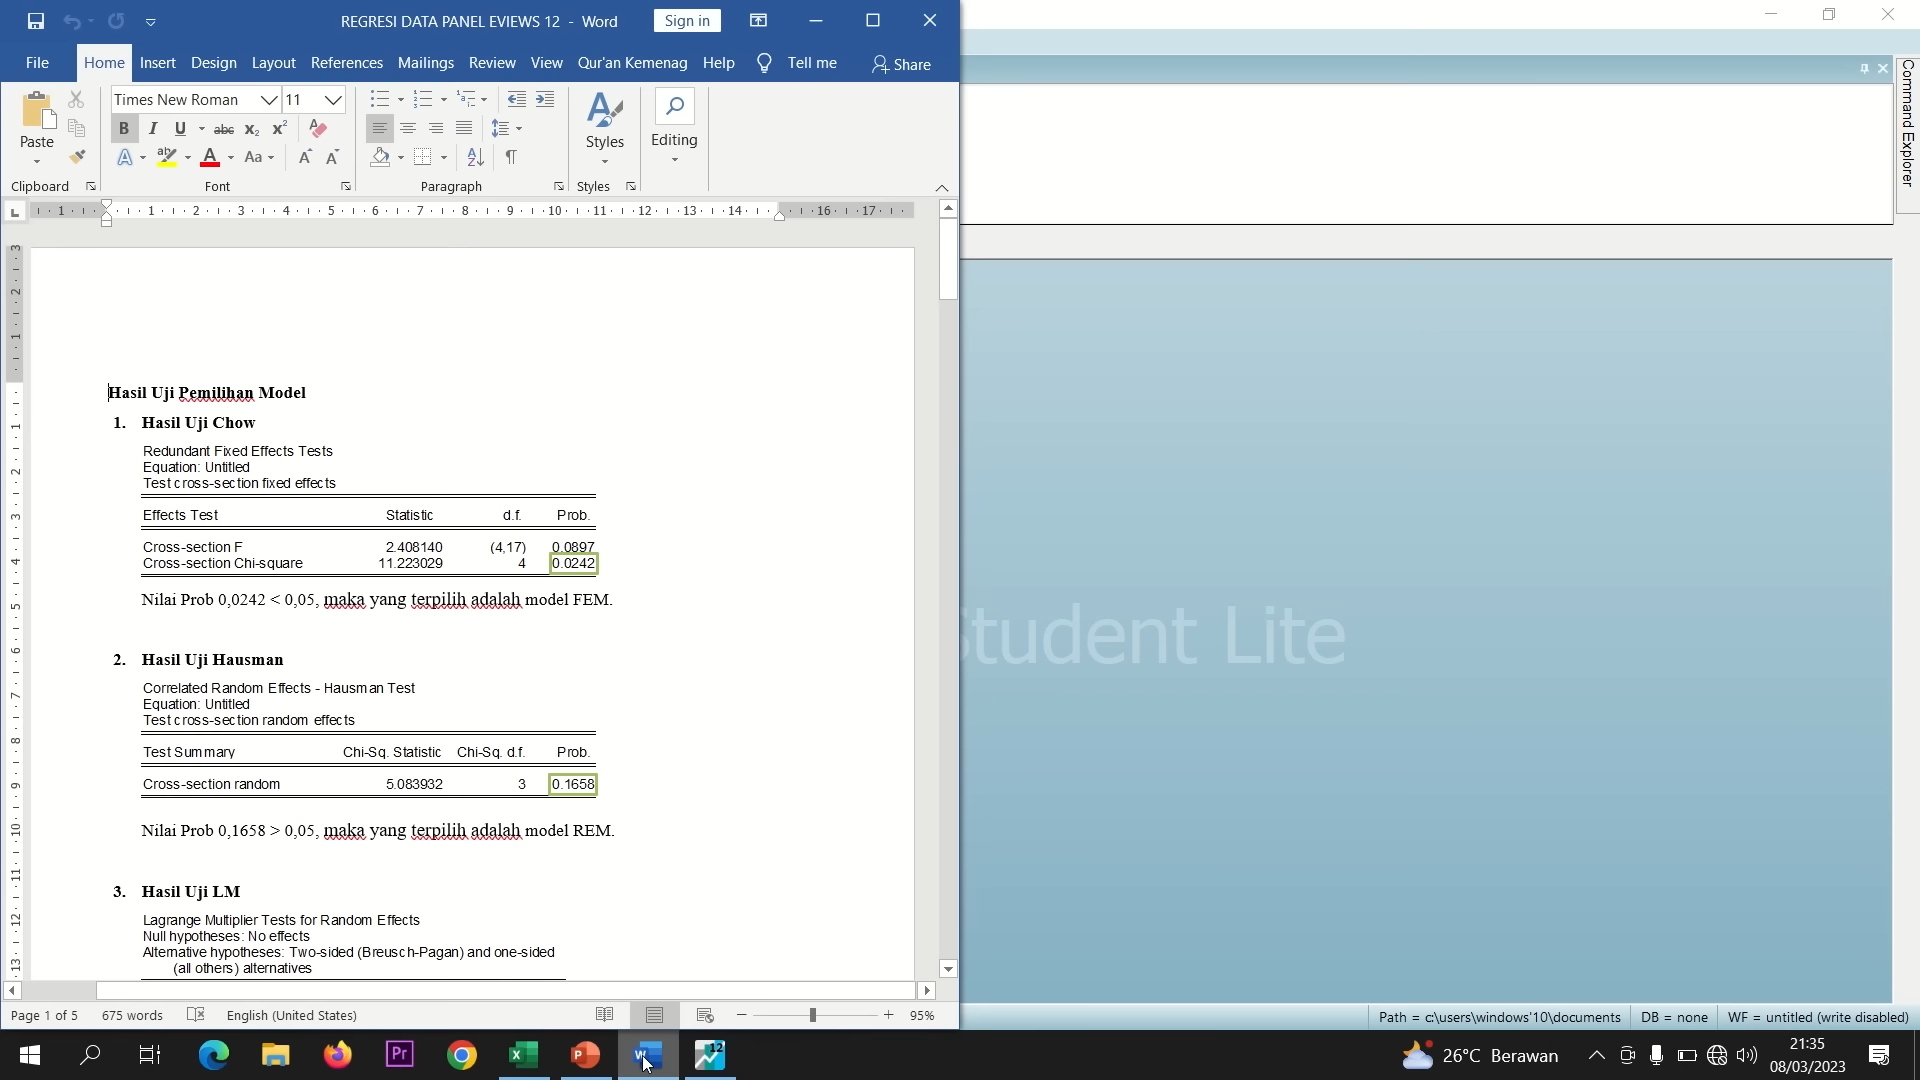 REGRESI DATA PANEL EVIEWS 12 - Word
Sign in
File Home Insert Design Layout References Mailings Review View Qur'an Kemenag Help Tell me Share
Times New Roman 11
Paste
Styles
Editing
Clipboard Font Paragraph Styles
Command Explorer
Hasil Uji Pemilihan Model
1. Hasil Uji Chow
Redundant Fixed Effects Tests
Equation: Untitled
Test cross-section fixed effects
Effects Test Statistic d.f. Prob.
Cross-section F 2.408140 (4,17) 0.0897
Cross-section Chi-square 11.223029 4 0.0242
Nilai Prob 0,0242 < 0,05, maka yang terpilih adalah model FEM.
2. Hasil Uji Hausman
Correlated Random Effects - Hausman Test
Equation: Untitled
Test cross-section random effects
Test Summary Chi-Sq. Statistic Chi-Sq. d.f. Prob.
Cross-section random 5.083932 3 0.1658
Nilai Prob 0,1658 > 0,05, maka yang terpilih adalah model REM.
3. Hasil Uji LM
Lagrange Multiplier Tests for Random Effects
Null hypotheses: No effects
Alternative hypotheses: Two-sided (Breusch-Pagan) and one-sided
(all others) alternatives
Student Lite
Page 1 of 5 675 words English (United States) 95%
Path = c:\users\windows'10\documents DB = none WF = untitled (write disabled)
26°C Berawan
21:35
08/03/2023